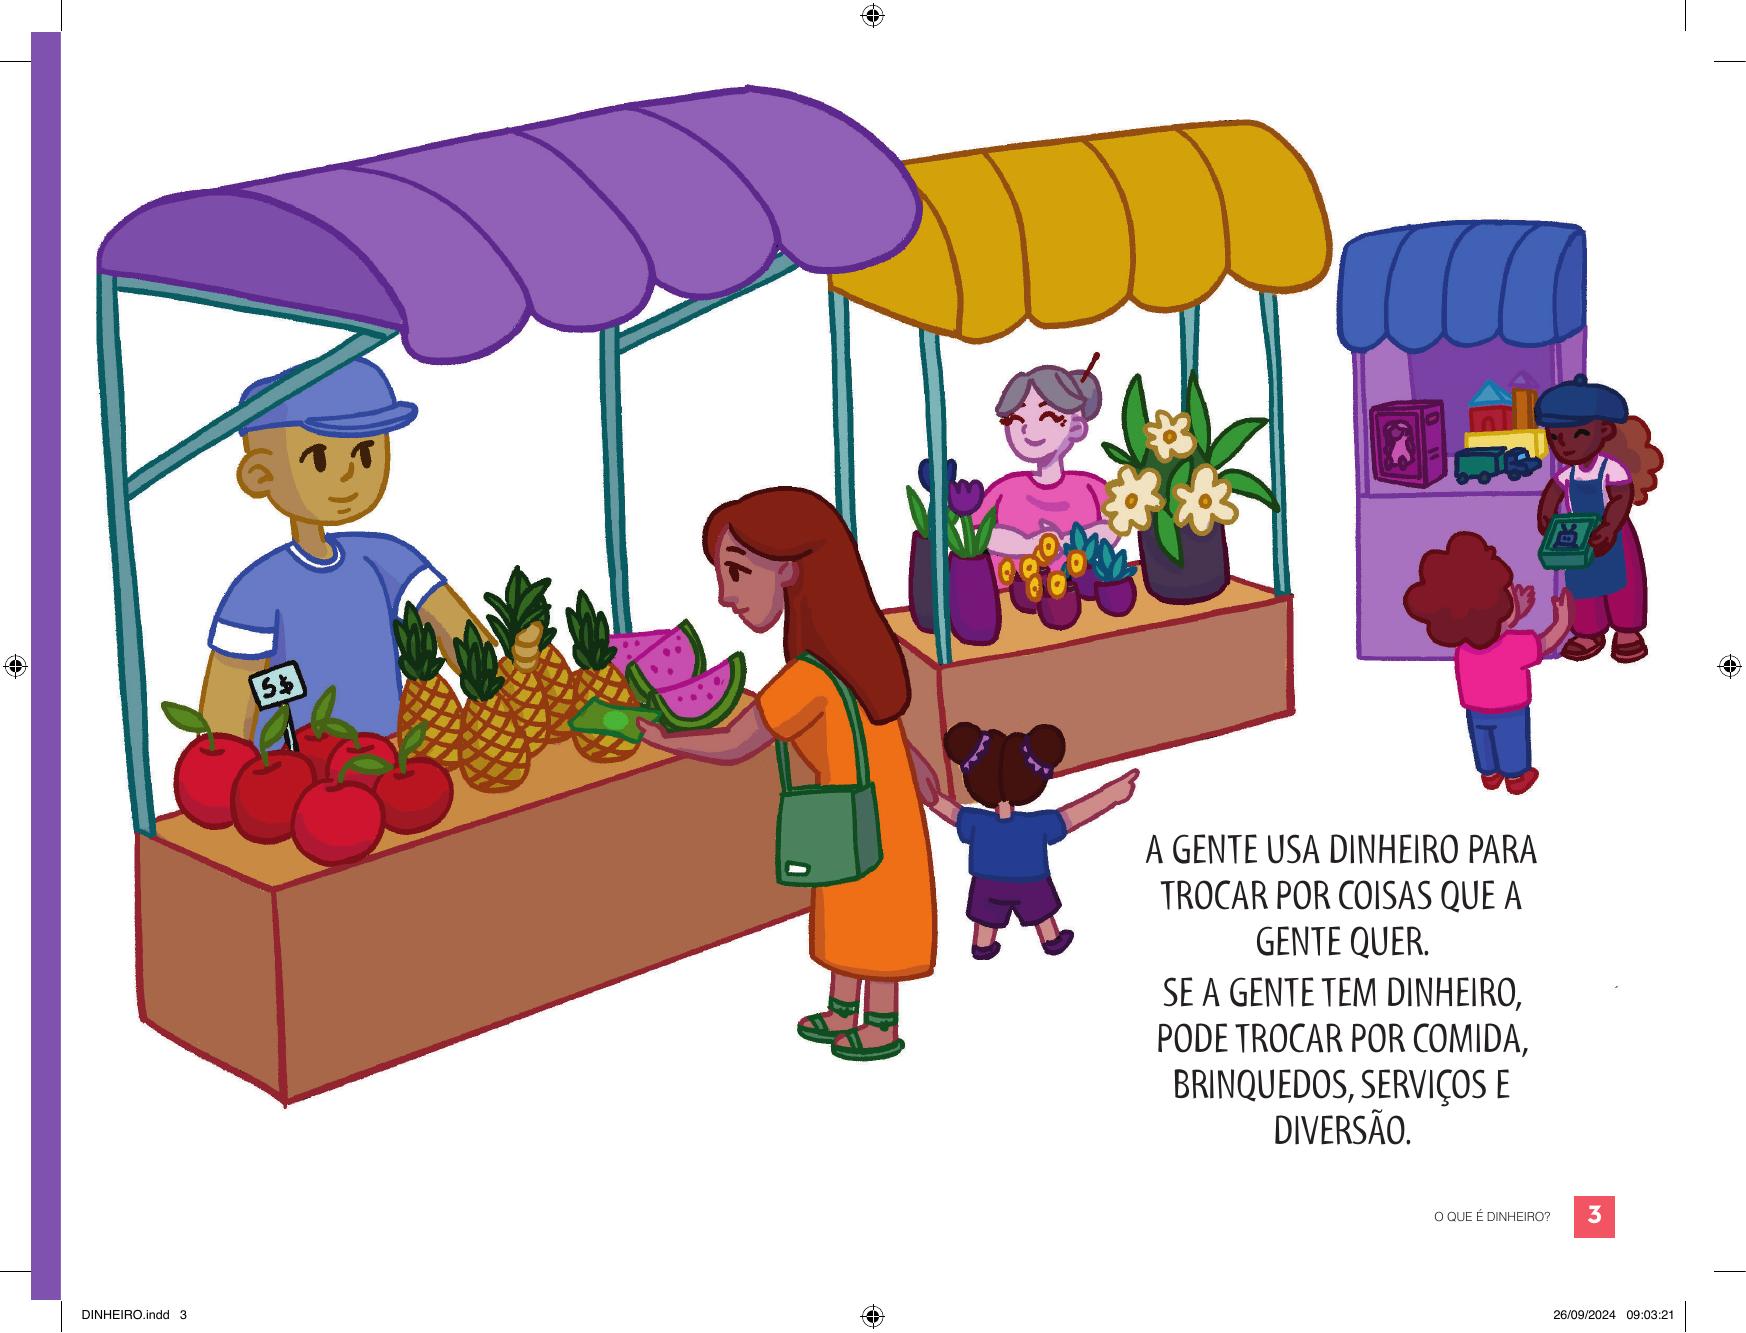 5$
A GENTE USA DINHEIRO PARA
TROCAR POR COISAS QUE A
GENTE QUER.
SE A GENTE TEM DINHEIRO,
PODE TROCAR POR COMIDA,
BRINQUEDOS, SERVIÇOS E
DIVERSÃO.
O QUE É DINHEIRO? 3
DINHEIRO.indd 3
26/09/2024 09:03:21